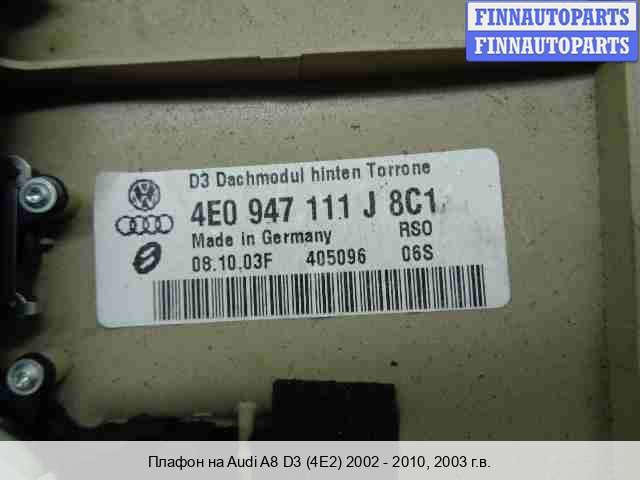 FINNAUTOPARTS
FINNAUTOPARTS
D3 Dachmodul hinten Torrone
4E0 947 111 J 8C1
Made in Germany RSO
08.10.03F 405096 06S
Плафон на Audi A8 D3 (4E2) 2002 - 2010, 2003 г.в.